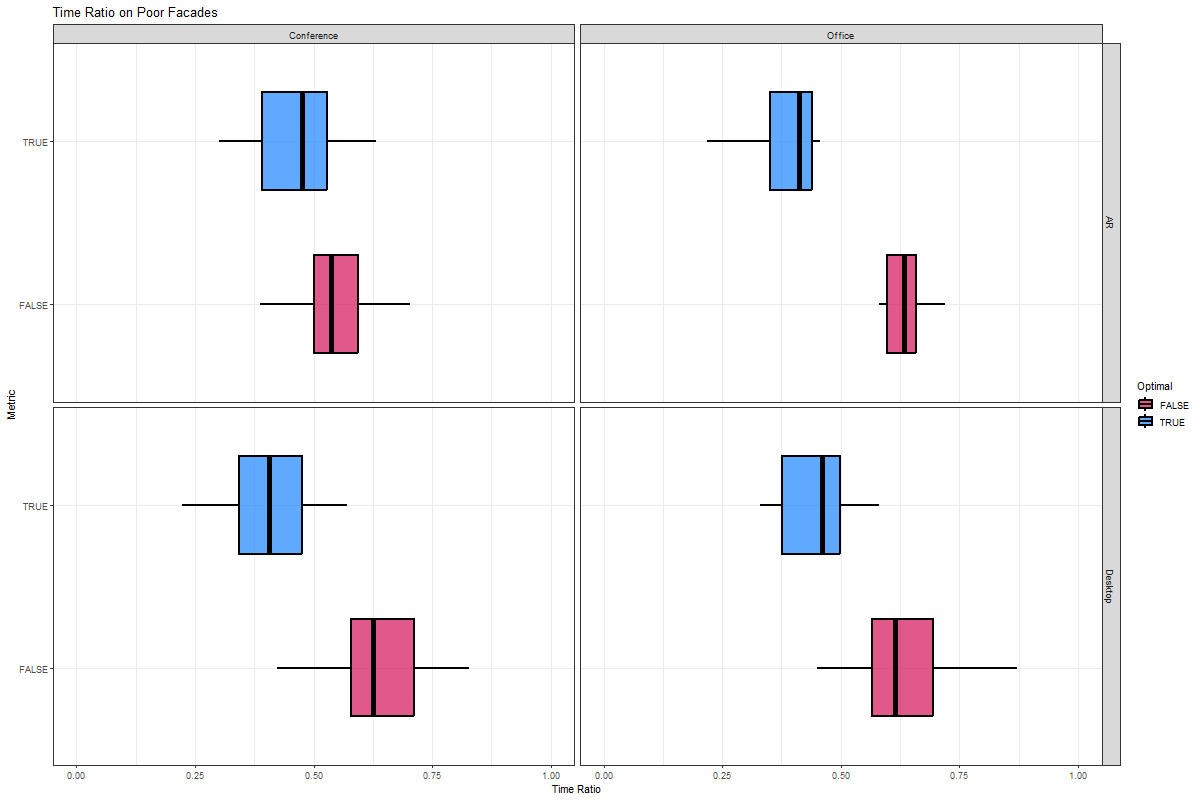 Time Ratio on Poor Facades
Conference
Office
TRUE
FALSE
AR
Metric
TRUE
FALSE
Desktop
Optimal
FALSE
TRUE
0.00 0.25 0.50 0.75 1.00
0.00 0.25 0.50 0.75 1.00
Time Ratio